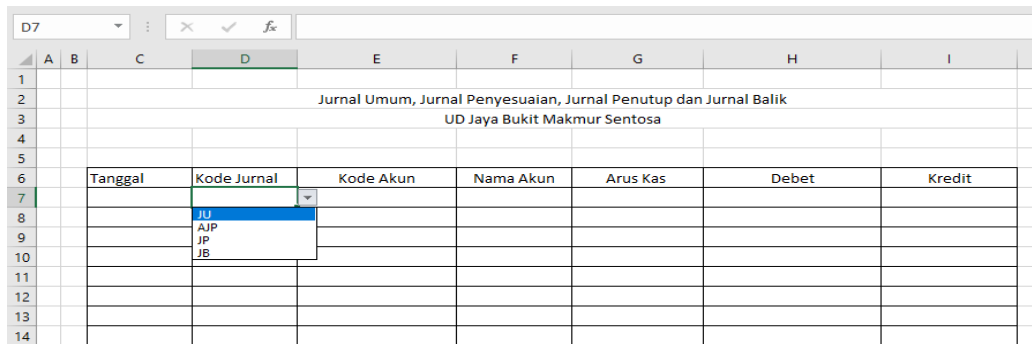 D7 fx
A B C D E F G H I
1
2 Jurnal Umum, Jurnal Penyesuaian, Jurnal Penutup dan Jurnal Balik
3 UD Jaya Bukit Makmur Sentosa
4
5
6 Tanggal Kode Jurnal Kode Akun Nama Akun Arus Kas Debet Kredit
7
8 JU
9 AJP
JP
10 JB
11
12
13
14